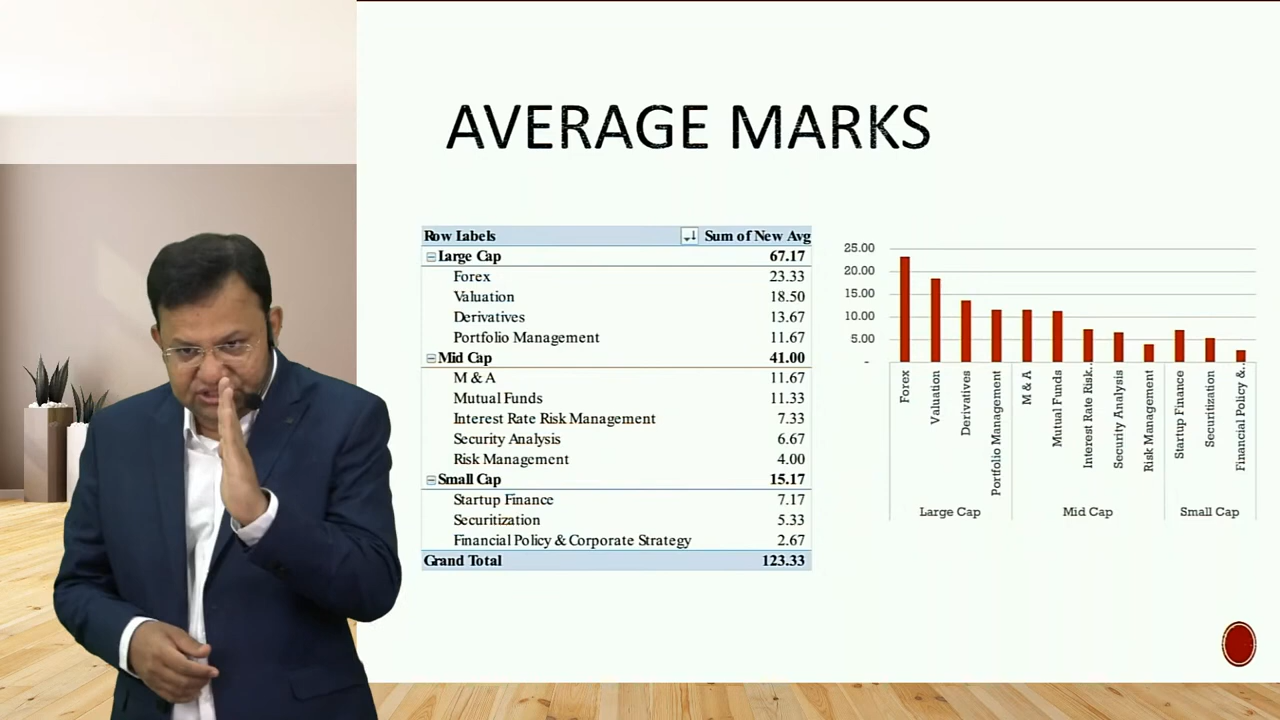 AVERAGE MARKS
Row Labels Sum of New Avg
Large Cap 67.17
Forex 23.33
Valuation 18.50
Derivatives 13.67
Portfolio Management 11.67
Mid Cap 41.00
M & A 11.67
Mutual Funds 11.33
Interest Rate Risk Management 7.33
Security Analysis 6.67
Risk Management 4.00
Small Cap 15.17
Startup Finance 7.17
Securitization 5.33
Financial Policy & Corporate Strategy 2.67
Grand Total 123.33
25.00
20.00
15.00
10.00
5.00
-
Forex
Valuation
Derivatives
Portfolio Management
M & A
Mutual Funds
Interest Rate Risk..
Security Analysis
Risk Management
Startup Finance
Securitization
Financial Policy &..
Large Cap Mid Cap Small Cap